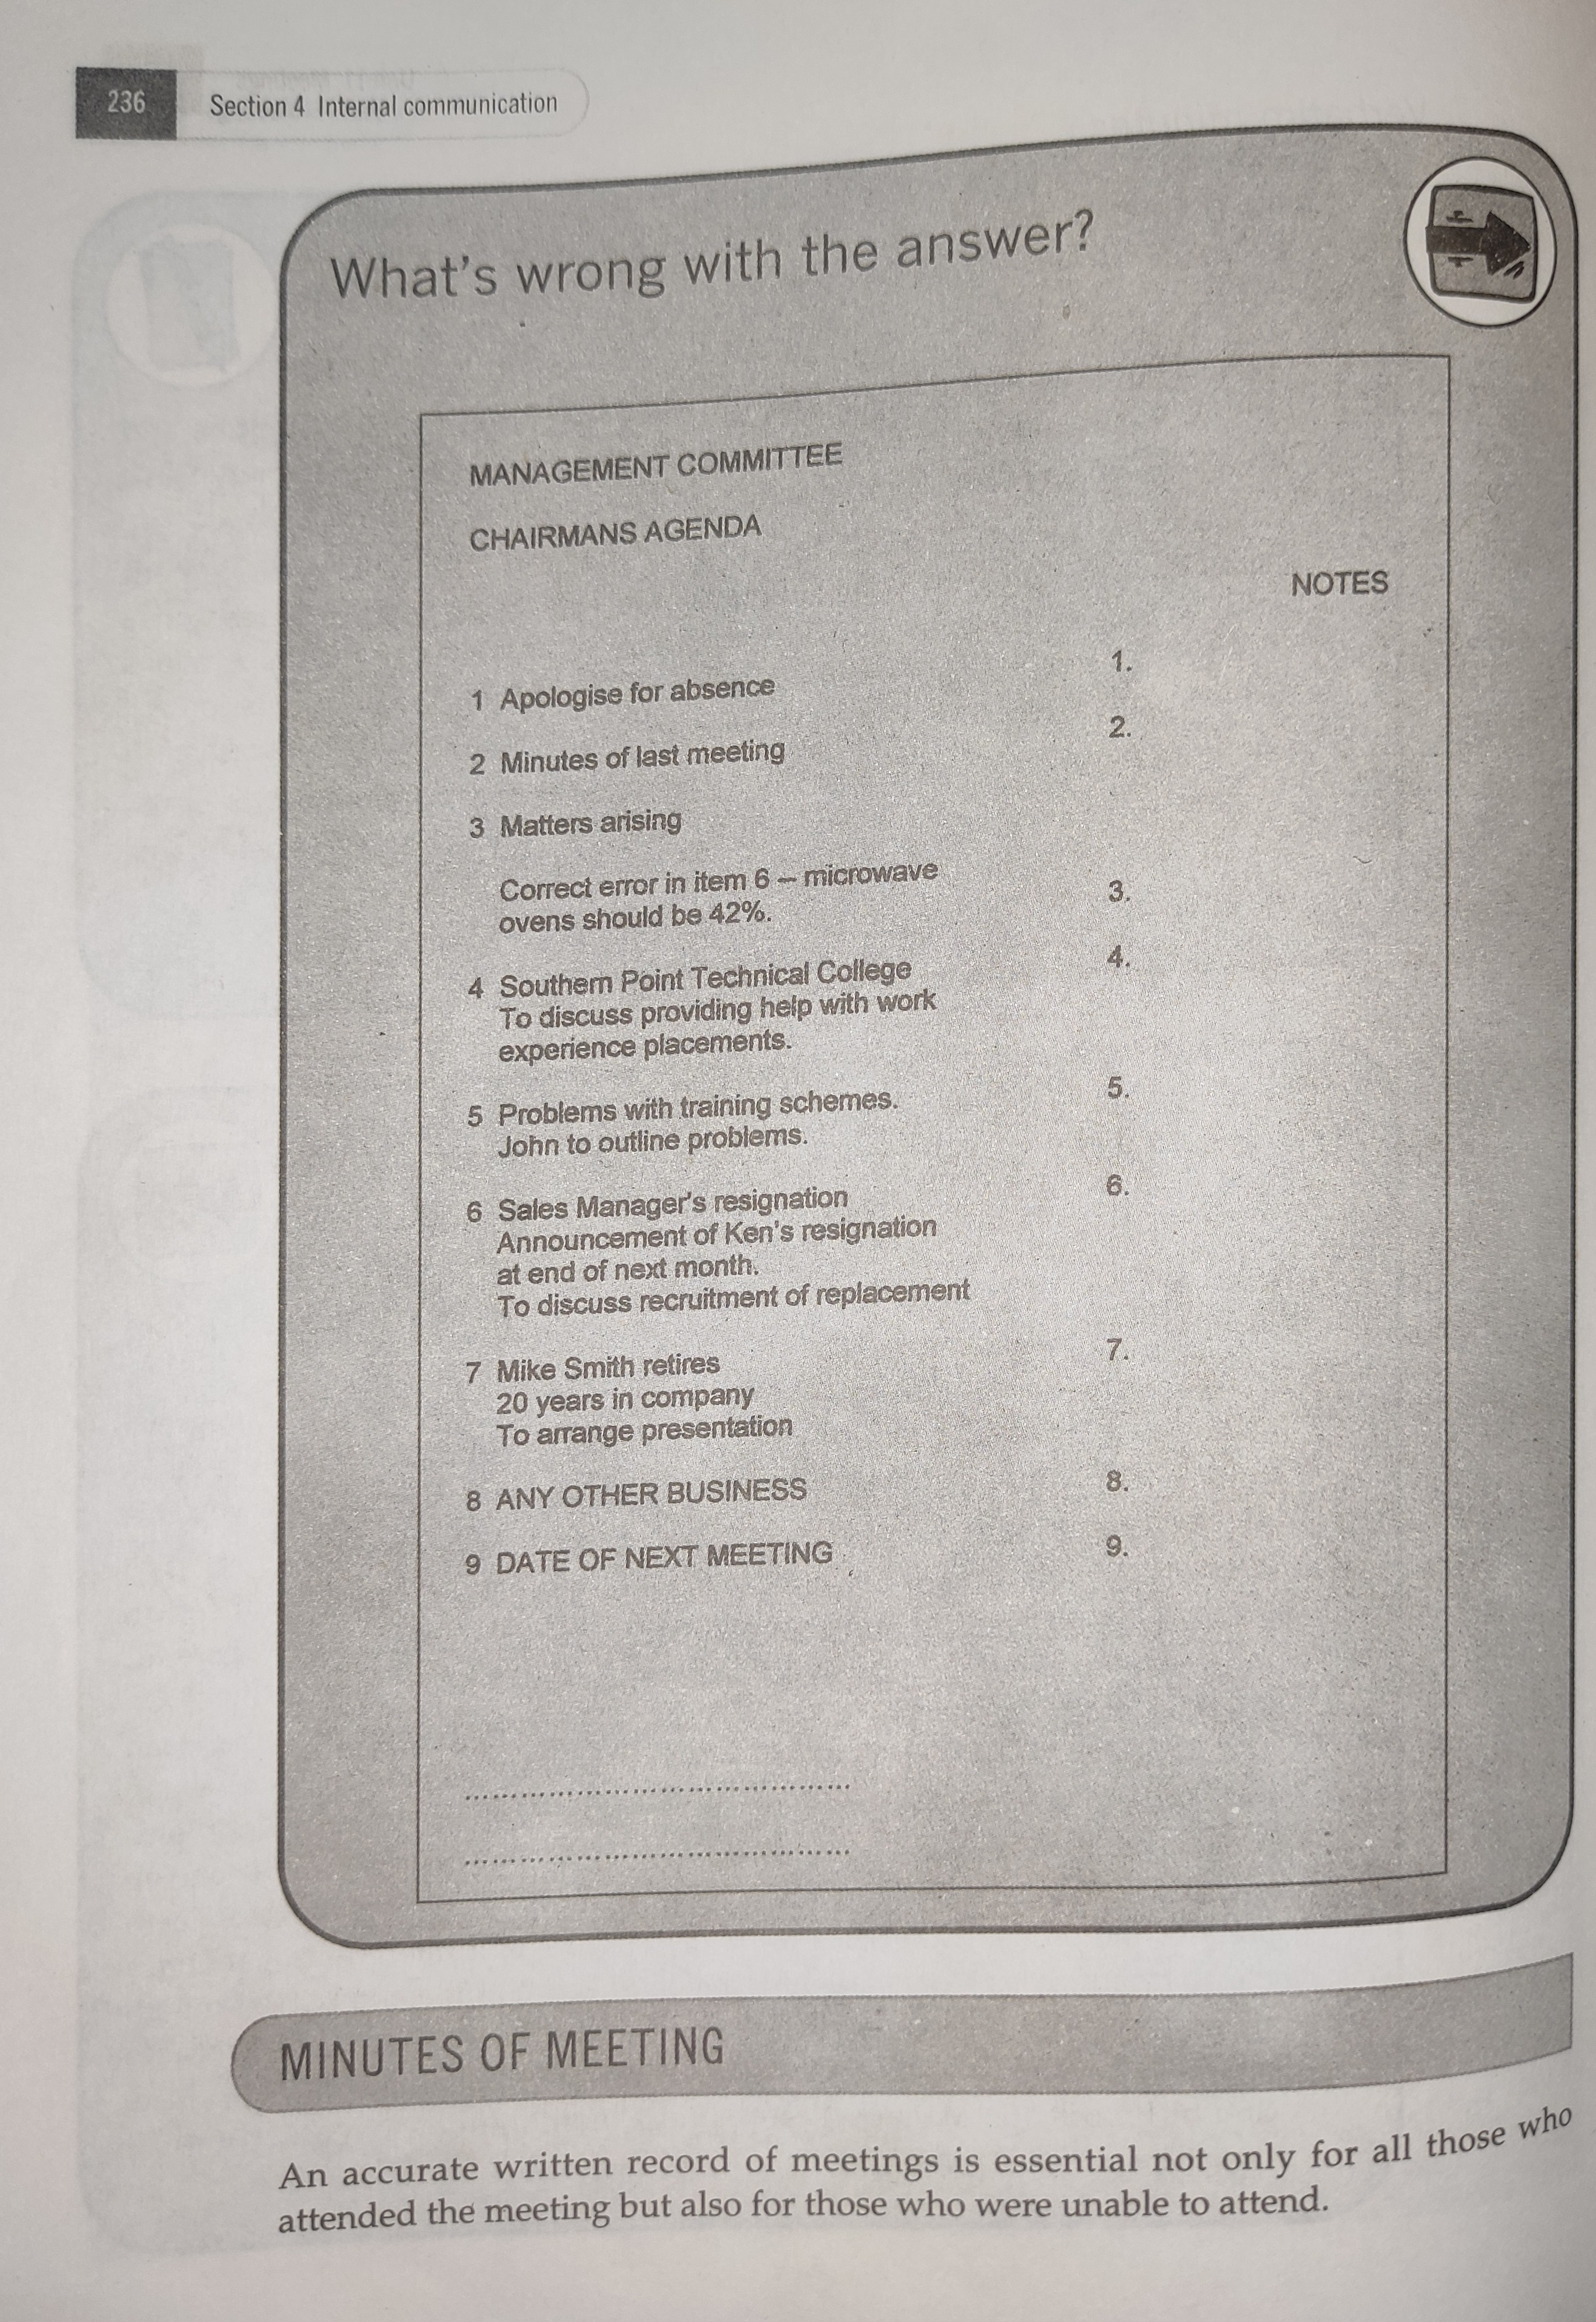 236
Section 4 Internal communication
What's wrong with the answer?
MANAGEMENT COMMITTEE
CHAIRMANS AGENDA
NOTES
1 Apologise for absence 1.
2 Minutes of last meeting 2.
3 Matters arising
Correct error in item 6 – microwave 3.
ovens should be 42%.
4 Southern Point Technical College 4.
To discuss providing help with work
experience placements.
5 Problems with training schemes. 5.
John to outline problems.
6 Sales Manager's resignation 6.
Announcement of Ken's resignation
at end of next month.
To discuss recruitment of replacement
7 Mike Smith retires 7.
20 years in company
To arrange presentation
8 ANY OTHER BUSINESS 8.
9 DATE OF NEXT MEETING 9.
MINUTES OF MEETING
An accurate written record of meetings is essential not only for all those who
attended the meeting but also for those who were unable to attend.